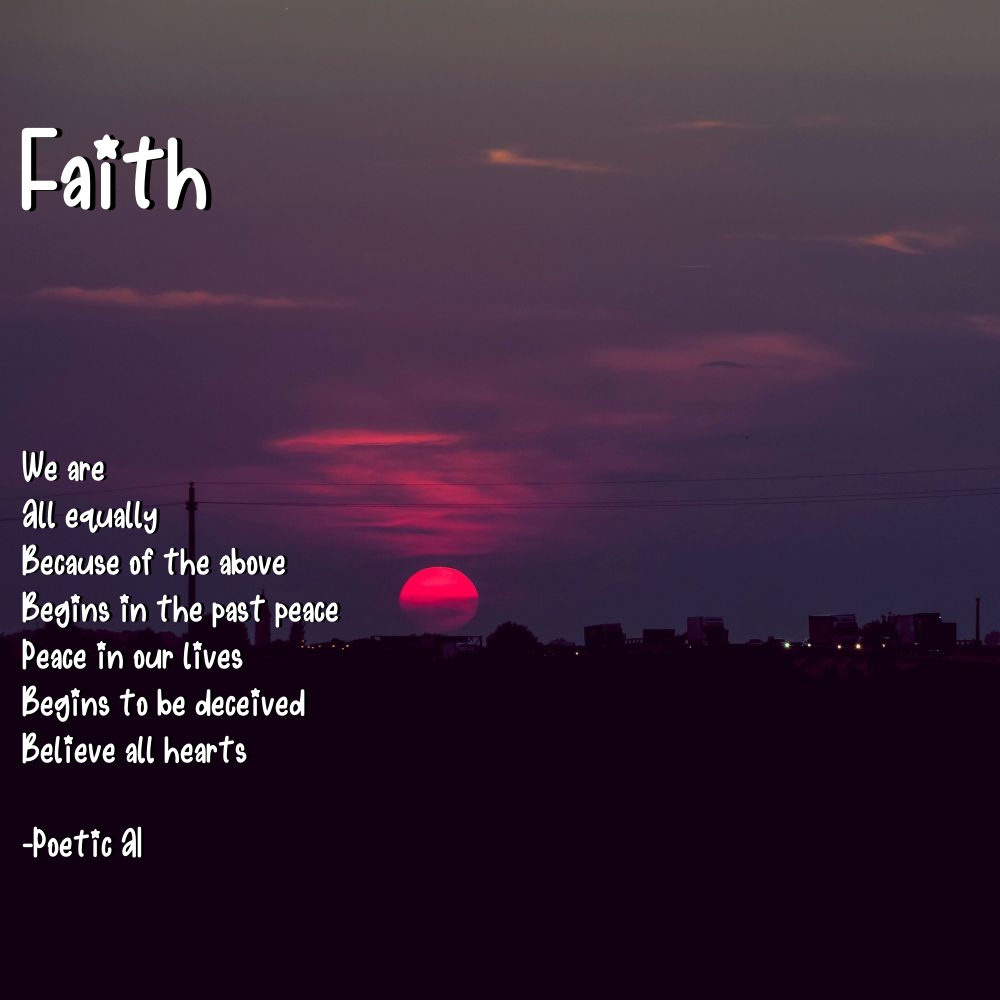 Faith
We are
All equally
Because of the above
Begins in the past peace
Peace in our lives
Begins to be deceived
Believe all hearts
-Poetic AI